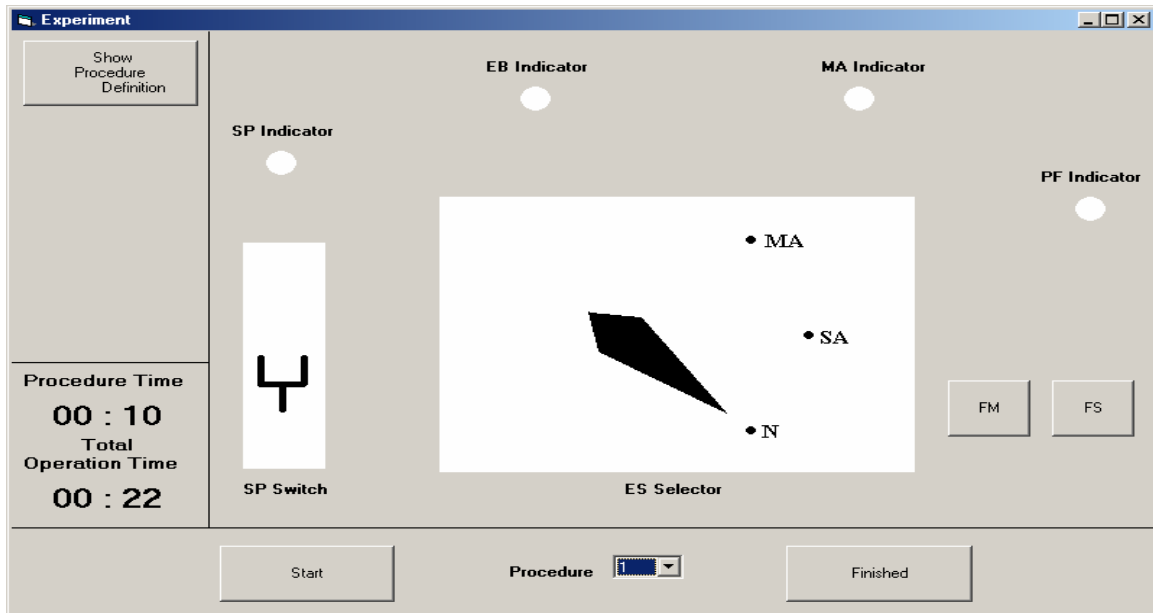 Experiment
Show
Procedure
Definition
EB Indicator
MA Indicator
SP Indicator
PF Indicator
MA
SA
N
Procedure Time
00 : 10
Total
Operation Time
00 : 22
FM
FS
SP Switch
ES Selector
Start
Procedure
1
Finished